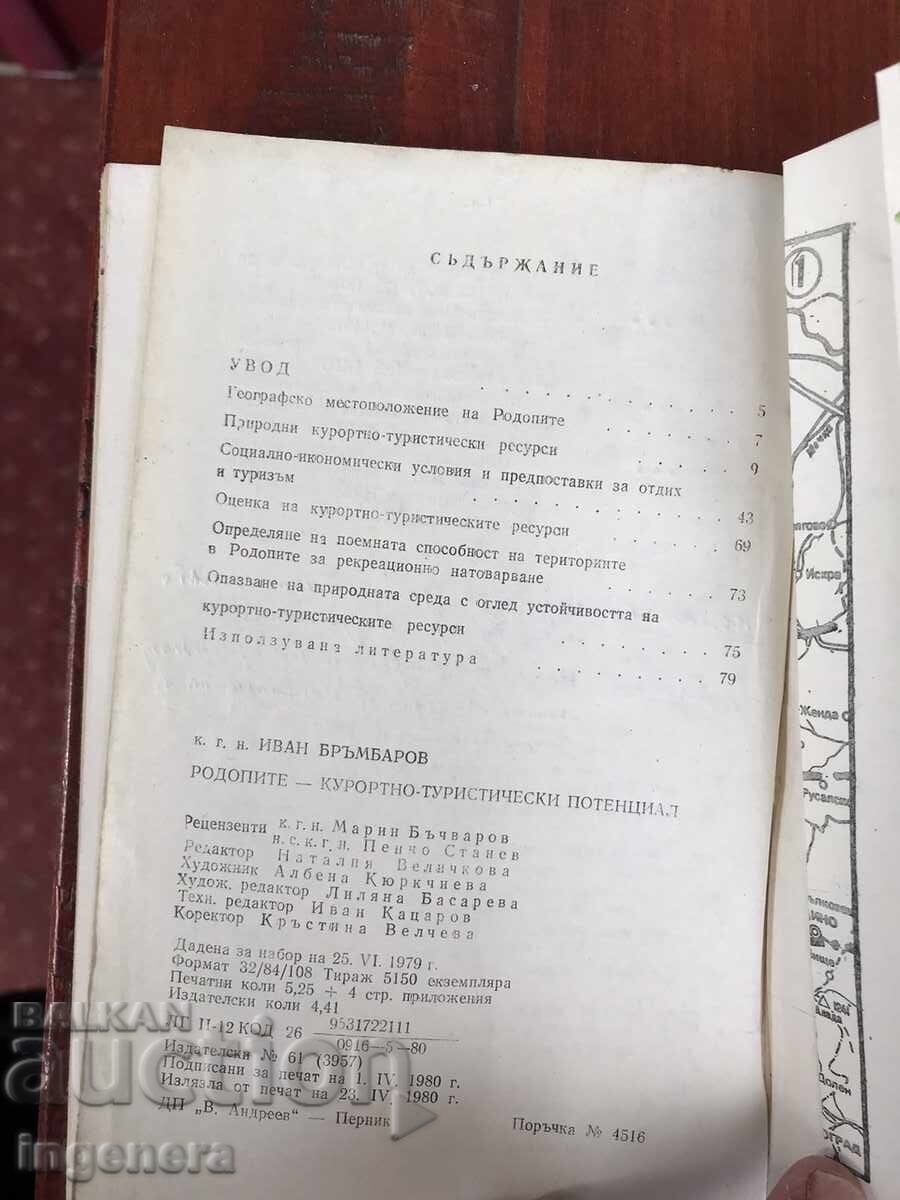 СЪДЪРЖАНИЕ
УВОД . . . . . . . . . . 5
Географско местоположение на Родопите . . . . . . 7
Природни курортно-туристически ресурси . . . . . . 9
Социално-икономически условия и предпоставки за отдих
и туризъм . . . . . . . . . . 43
Оценка на курортно-туристическите ресурси . . . . . 69
Определяне на поемната способност на териториите
в Родопите за рекреационно натоварване . . . . . . 73
Опазване на природната среда с оглед устойчивостта на
курортно-туристическите ресурси . . . . . . . 75
Използувана литература . . . . . . . 79
к. г. н. ИВАН БРЪМБАРОВ
РОДОПИТЕ — КУРОРТНО-ТУРИСТИЧЕСКИ ПОТЕНЦИАЛ
Рецензенти к. г. н. Марин Бъчваров
н. с. к. г. н. Пенчо Станев
Редактор Наталия Величкова
Художник Албена Кюркчиева
Худож. редактор Лиляна Басарева
Техн. редактор Иван Кацаров
Коректор Кръстина Велчева
Дадена за набор на 25. VI. 1979 г.
Формат 32/84/108 Тираж 5150 екземпляра
Печатни коли 5,25 + 4 стр. приложения
Издателски коли 4,41
ЛГ II-12 КОД 26 9531722111
0916—5—80
Издателски № 61 (3957)
Подписани за печат на 1. IV. 1980 г.
Излязла от печат на 23. IV. 1980 г.
ДП „В. Андреев“ — Перник Поръчка № 4516
1
Искра
Женда
Русалск
Долен
ОГРАД
BALKAN
auction
ingenera